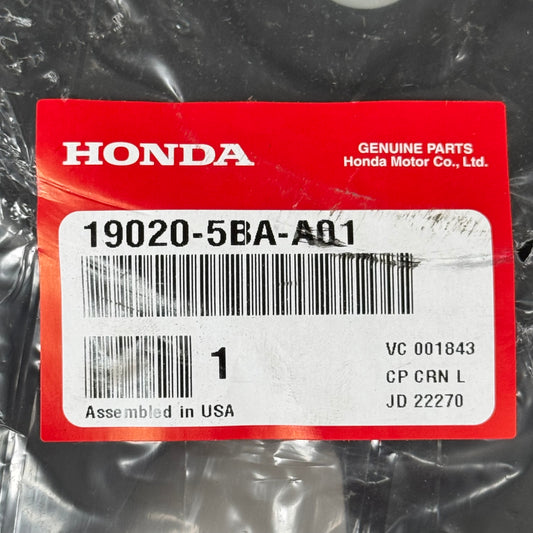 HONDA
GENUINE PARTS
Honda Motor Co., Ltd.
19020-5BA-A01
1
VC 001843
CP CRN L
JD 22270
Assembled in USA